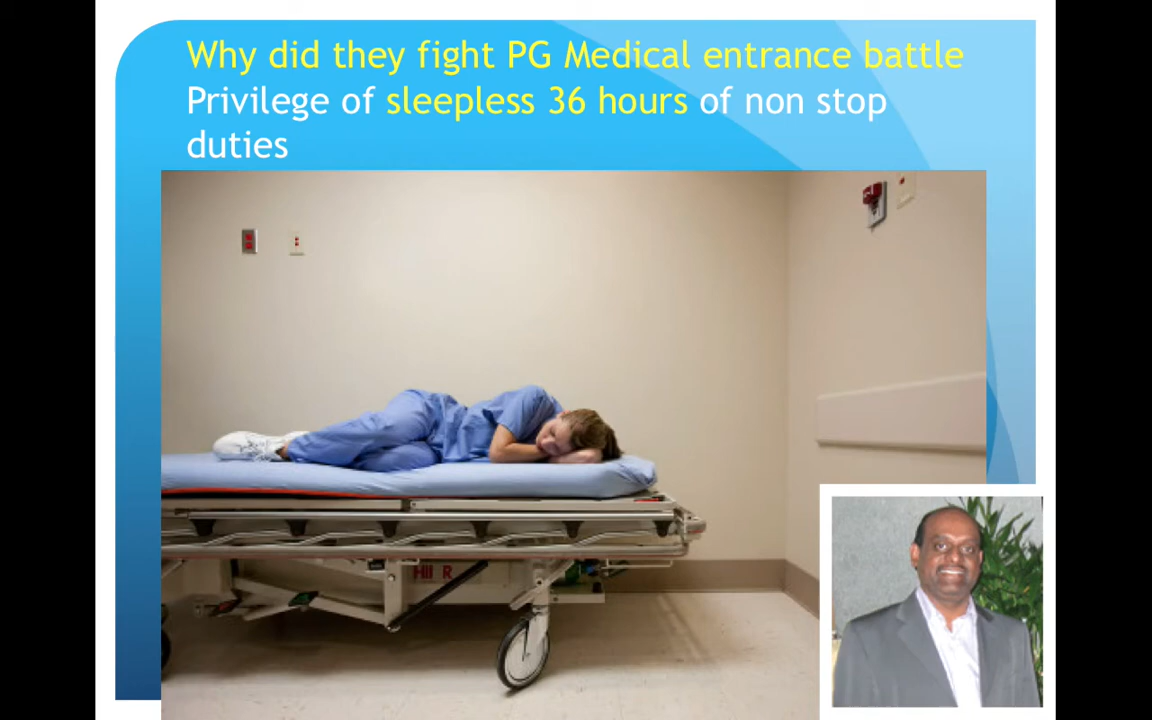 Why did they fight PG Medical entrance battle
Privilege of sleepless 36 hours of non stop
duties